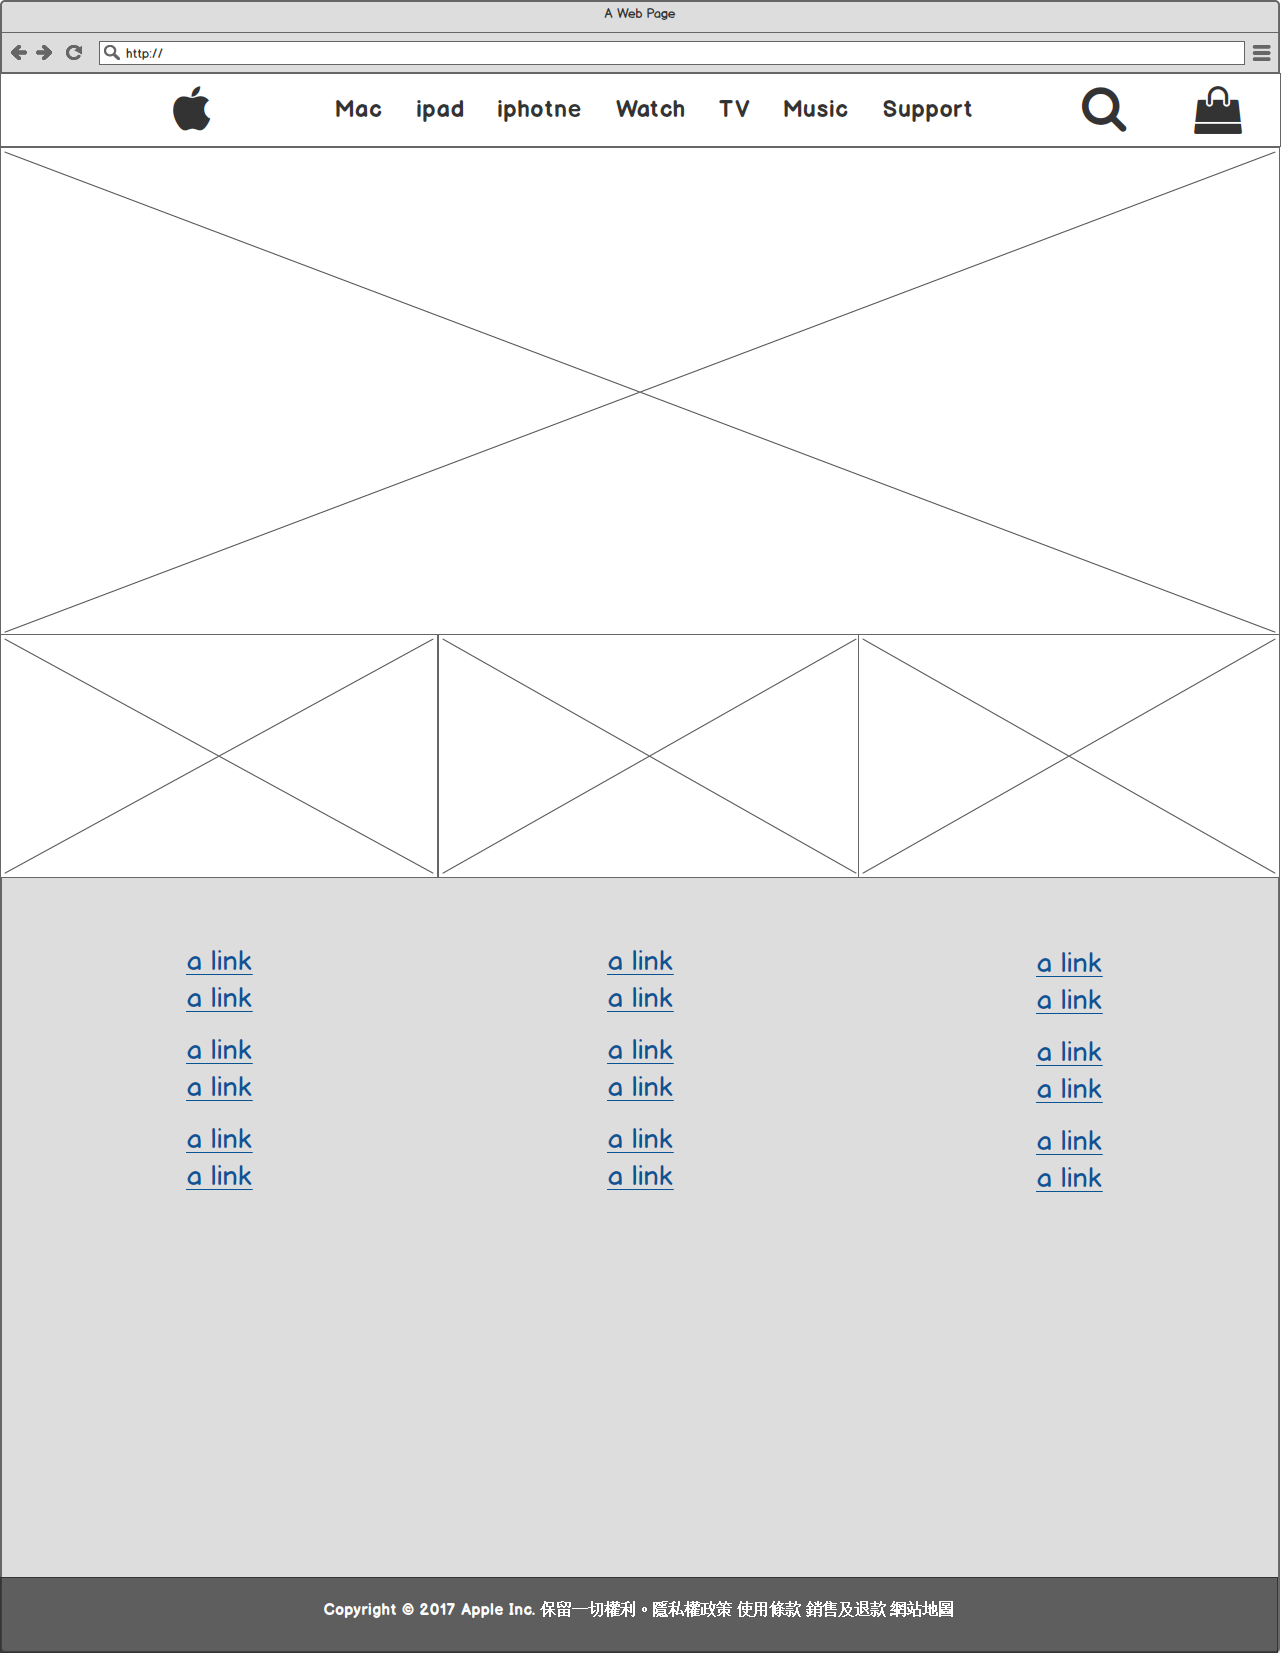 A Web Page
http://
Mac ipad iphotne Watch TV Music Support
a link a link a link
a link a link a link
a link a link a link
a link a link a link
a link a link a link
a link a link a link
Copyright © 2017 Apple Inc. 保留一切權利。隱私權政策 使用條款 銷售及退款 網站地圖